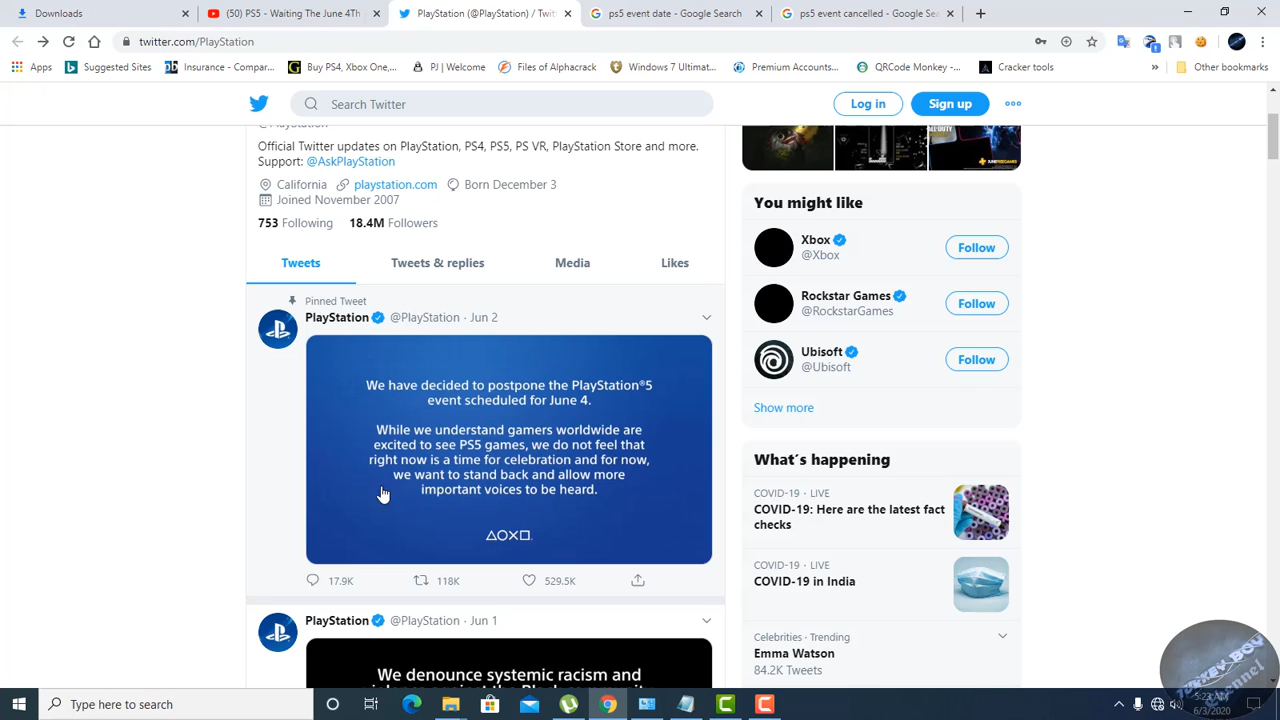 Downloads
(50) PS5 - Waiting The June 4Th
PlayStation (@PlayStation) / Twit
ps5 event date - Google Search
ps5 event cancelled - Google Sea
twitter.com/PlayStation
Apps
Suggested Sites
Insurance - Compar...
Buy PS4, Xbox One,...
PJ | Welcome
Files of Alphacrack
Windows 7 Ultimat...
Premium Accounts...
QRCode Monkey -...
Cracker tools
»
Other bookmarks
Search Twitter
Log in
Sign up
@PlayStation
Official Twitter updates on PlayStation, PS4, PS5, PS VR, PlayStation Store and more.
Support: @AskPlayStation
California
playstation.com
Born December 3
Joined November 2007
753 Following
18.4M Followers
Tweets
Tweets & replies
Media
Likes
Pinned Tweet
PlayStation @PlayStation · Jun 2
We have decided to postpone the PlayStation®5
event scheduled for June 4.
While we understand gamers worldwide are
excited to see PS5 games, we do not feel that
right now is a time for celebration and for now,
we want to stand back and allow more
important voices to be heard.
17.9K
118K
529.5K
PlayStation @PlayStation · Jun 1
We denounce systemic racism and
You might like
Xbox
@Xbox
Follow
Rockstar Games
@RockstarGames
Follow
Ubisoft
@Ubisoft
Follow
Show more
What's happening
COVID-19 · LIVE
COVID-19: Here are the latest fact
checks
COVID-19 · LIVE
COVID-19 in India
Celebrities · Trending
Emma Watson
84.2K Tweets
Type here to search
6/3/2020